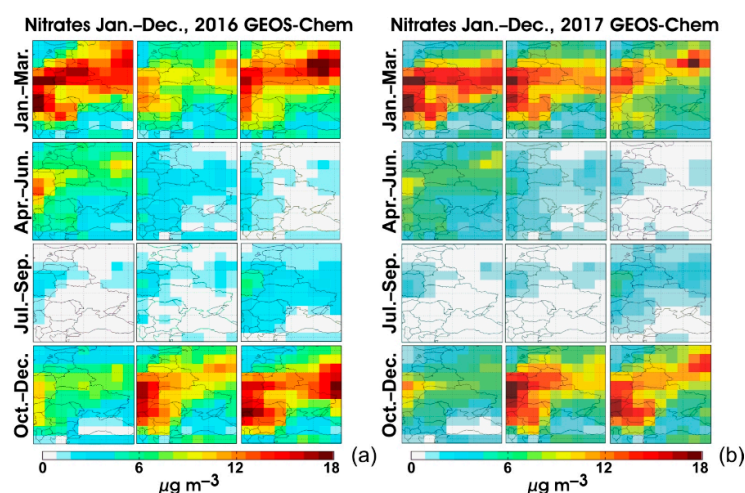 Nitrates Jan.–Dec., 2016 GEOS-Chem
Jan.–Mar.
Apr.–Jun.
Jul.–Sep.
Oct.–Dec.
0 6 12 18 (a)
μg m⁻³
Nitrates Jan.–Dec., 2017 GEOS-Chem
Jan.–Mar.
Apr.–Jun.
Jul.–Sep.
Oct.–Dec.
0 6 12 18 (b)
μg m⁻³